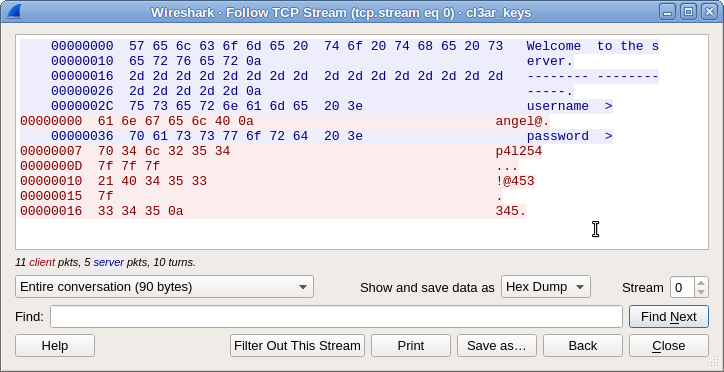 Wireshark · Follow TCP Stream (tcp.stream eq 0) · cl3ar_keys
00000000  57 65 6c 63 6f 6d 65 20  74 6f 20 74 68 65 20 73   Welcome  to the s
00000010  65 72 76 65 72 0a   erver.
00000016  2d 2d 2d 2d 2d 2d 2d 2d  2d 2d 2d 2d 2d 2d 2d 2d   -------- --------
00000026  2d 2d 2d 2d 2d 0a   -----.
0000002C  75 73 65 72 6e 61 6d 65  20 3e   username  >
00000000  61 6e 67 65 6c 40 0a   angel@.
00000036  70 61 73 73 77 6f 72 64  20 3e   password  >
00000007  70 34 6c 32 35 34   p4l254
0000000D  7f 7f 7f   ...
00000010  21 40 34 35 33   !@453
00000015  7f   .
00000016  33 34 35 0a   345.
11 client pkts, 5 server pkts, 10 turns.
Entire conversation (90 bytes) Show and save data as Hex Dump Stream 0
Find: Find Next
Help Filter Out This Stream Print Save as… Back Close